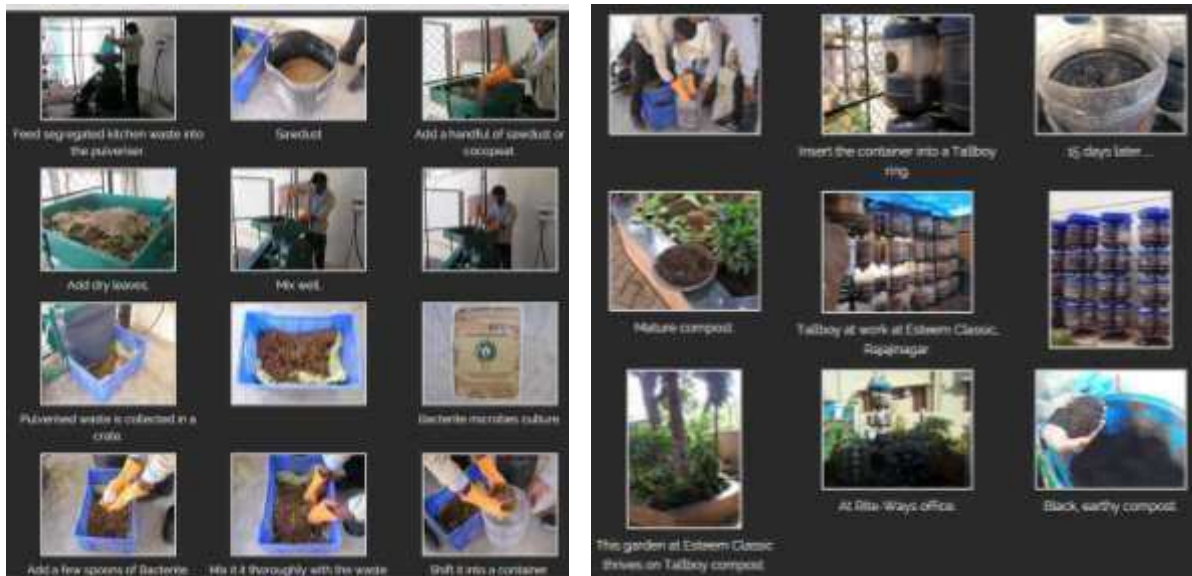 Feed segregated kitchen waste into
the pulveriser.
Sawdust
Add a handful of sawdust or
cocopeat.
Add dry leaves.
Mix well.
Pulverised waste is collected in a
crate.
Bacterite microbes culture
Add a few spoons of Bacterite
Mix it it thoroughly with the waste
Shift it into a container
Insert the container into a Tallboy
ring.
15 days later....
Mature compost.
Tallboy at work at Esteem Classic,
Rajajinagar
This garden at Esteem Classic
thrives on Tallboy compost
At Rite-Ways office.
Black, earthy compost.